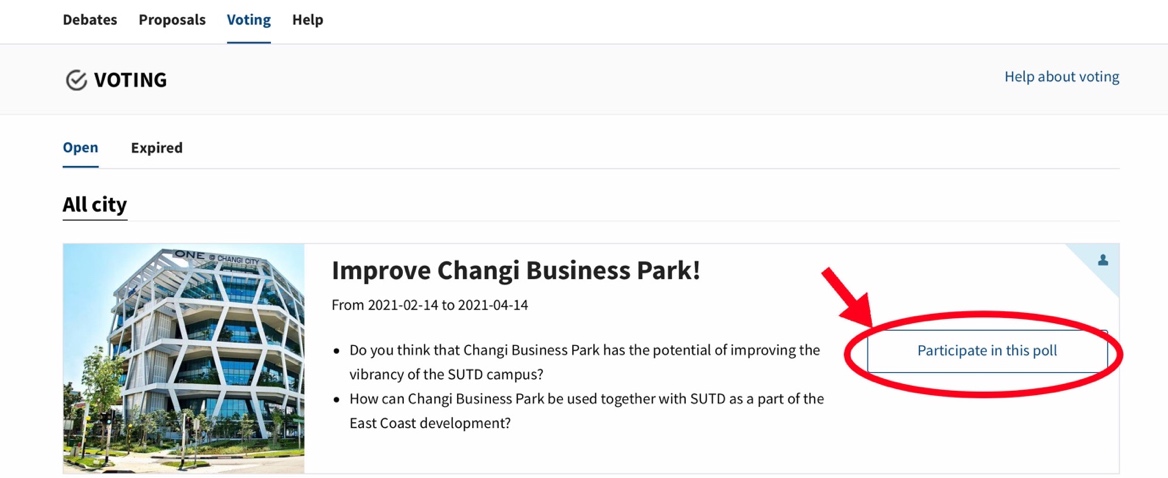 Debates Proposals Voting Help
VOTING
Help about voting
Open Expired
All city
ONE @ CHANGI CITY
Improve Changi Business Park!
From 2021-02-14 to 2021-04-14
• Do you think that Changi Business Park has the potential of improving the
vibrancy of the SUTD campus?
• How can Changi Business Park be used together with SUTD as a part of the
East Coast development?
Participate in this poll